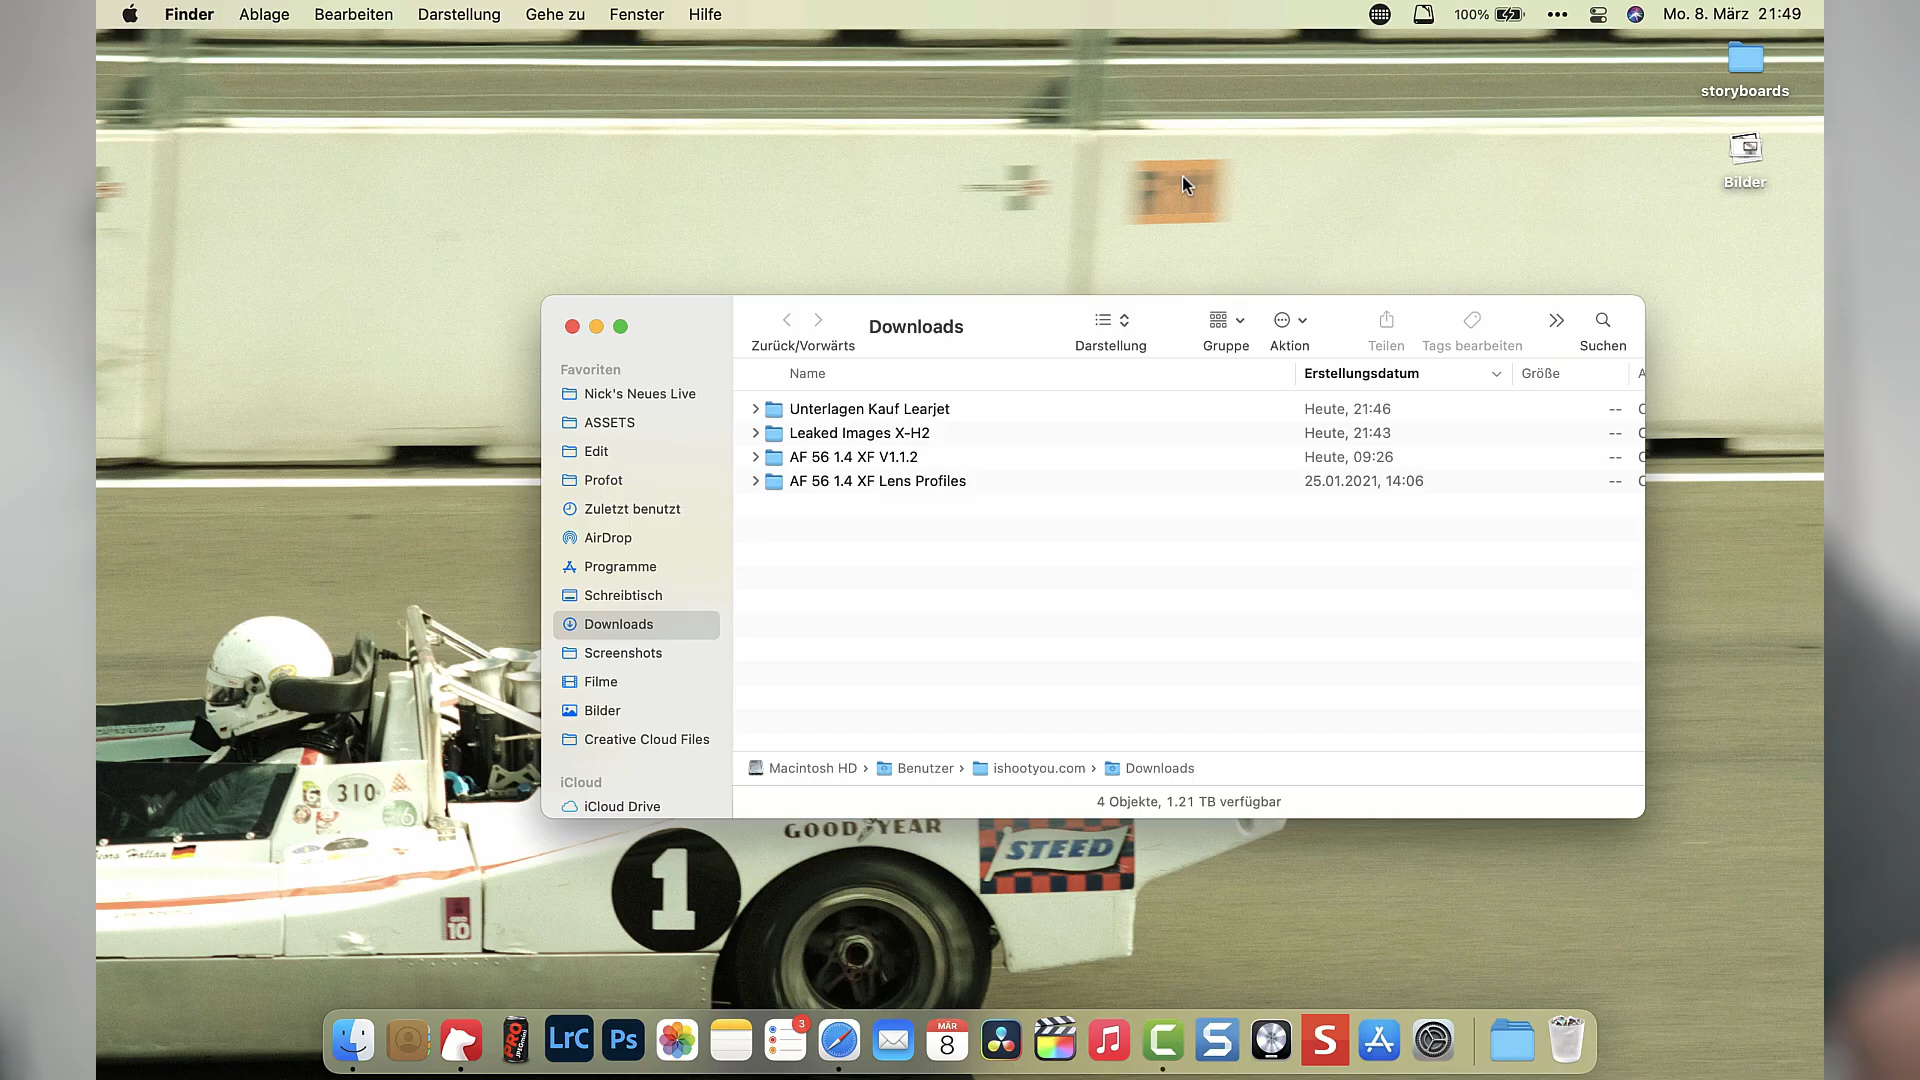 Finder Ablage Bearbeiten Darstellung Gehe zu Fenster Hilfe 100% Mo. 8. März 21:49
storyboards
Bilder
Downloads
Zurück/Vorwärts Darstellung Gruppe Aktion Teilen Tags bearbeiten Suchen
Name Erstellungsdatum Größe
Favoriten
Nick's Neues Live
ASSETS
Edit
Profot
Zuletzt benutzt
AirDrop
Programme
Schreibtisch
Downloads
Screenshots
Filme
Bilder
Creative Cloud Files
iCloud
iCloud Drive
Unterlagen Kauf Learjet Heute, 21:46 --
Leaked Images X-H2 Heute, 21:43 --
AF 56 1.4 XF V1.1.2 Heute, 09:26 --
AF 56 1.4 XF Lens Profiles 25.01.2021, 14:06 --
Macintosh HD › Benutzer › ishootyou.com › Downloads
4 Objekte, 1.21 TB verfügbar
310
GOOD YEAR
STEED
1
10
PRO
LrC
Ps
3
MÄR
8
C
S
S